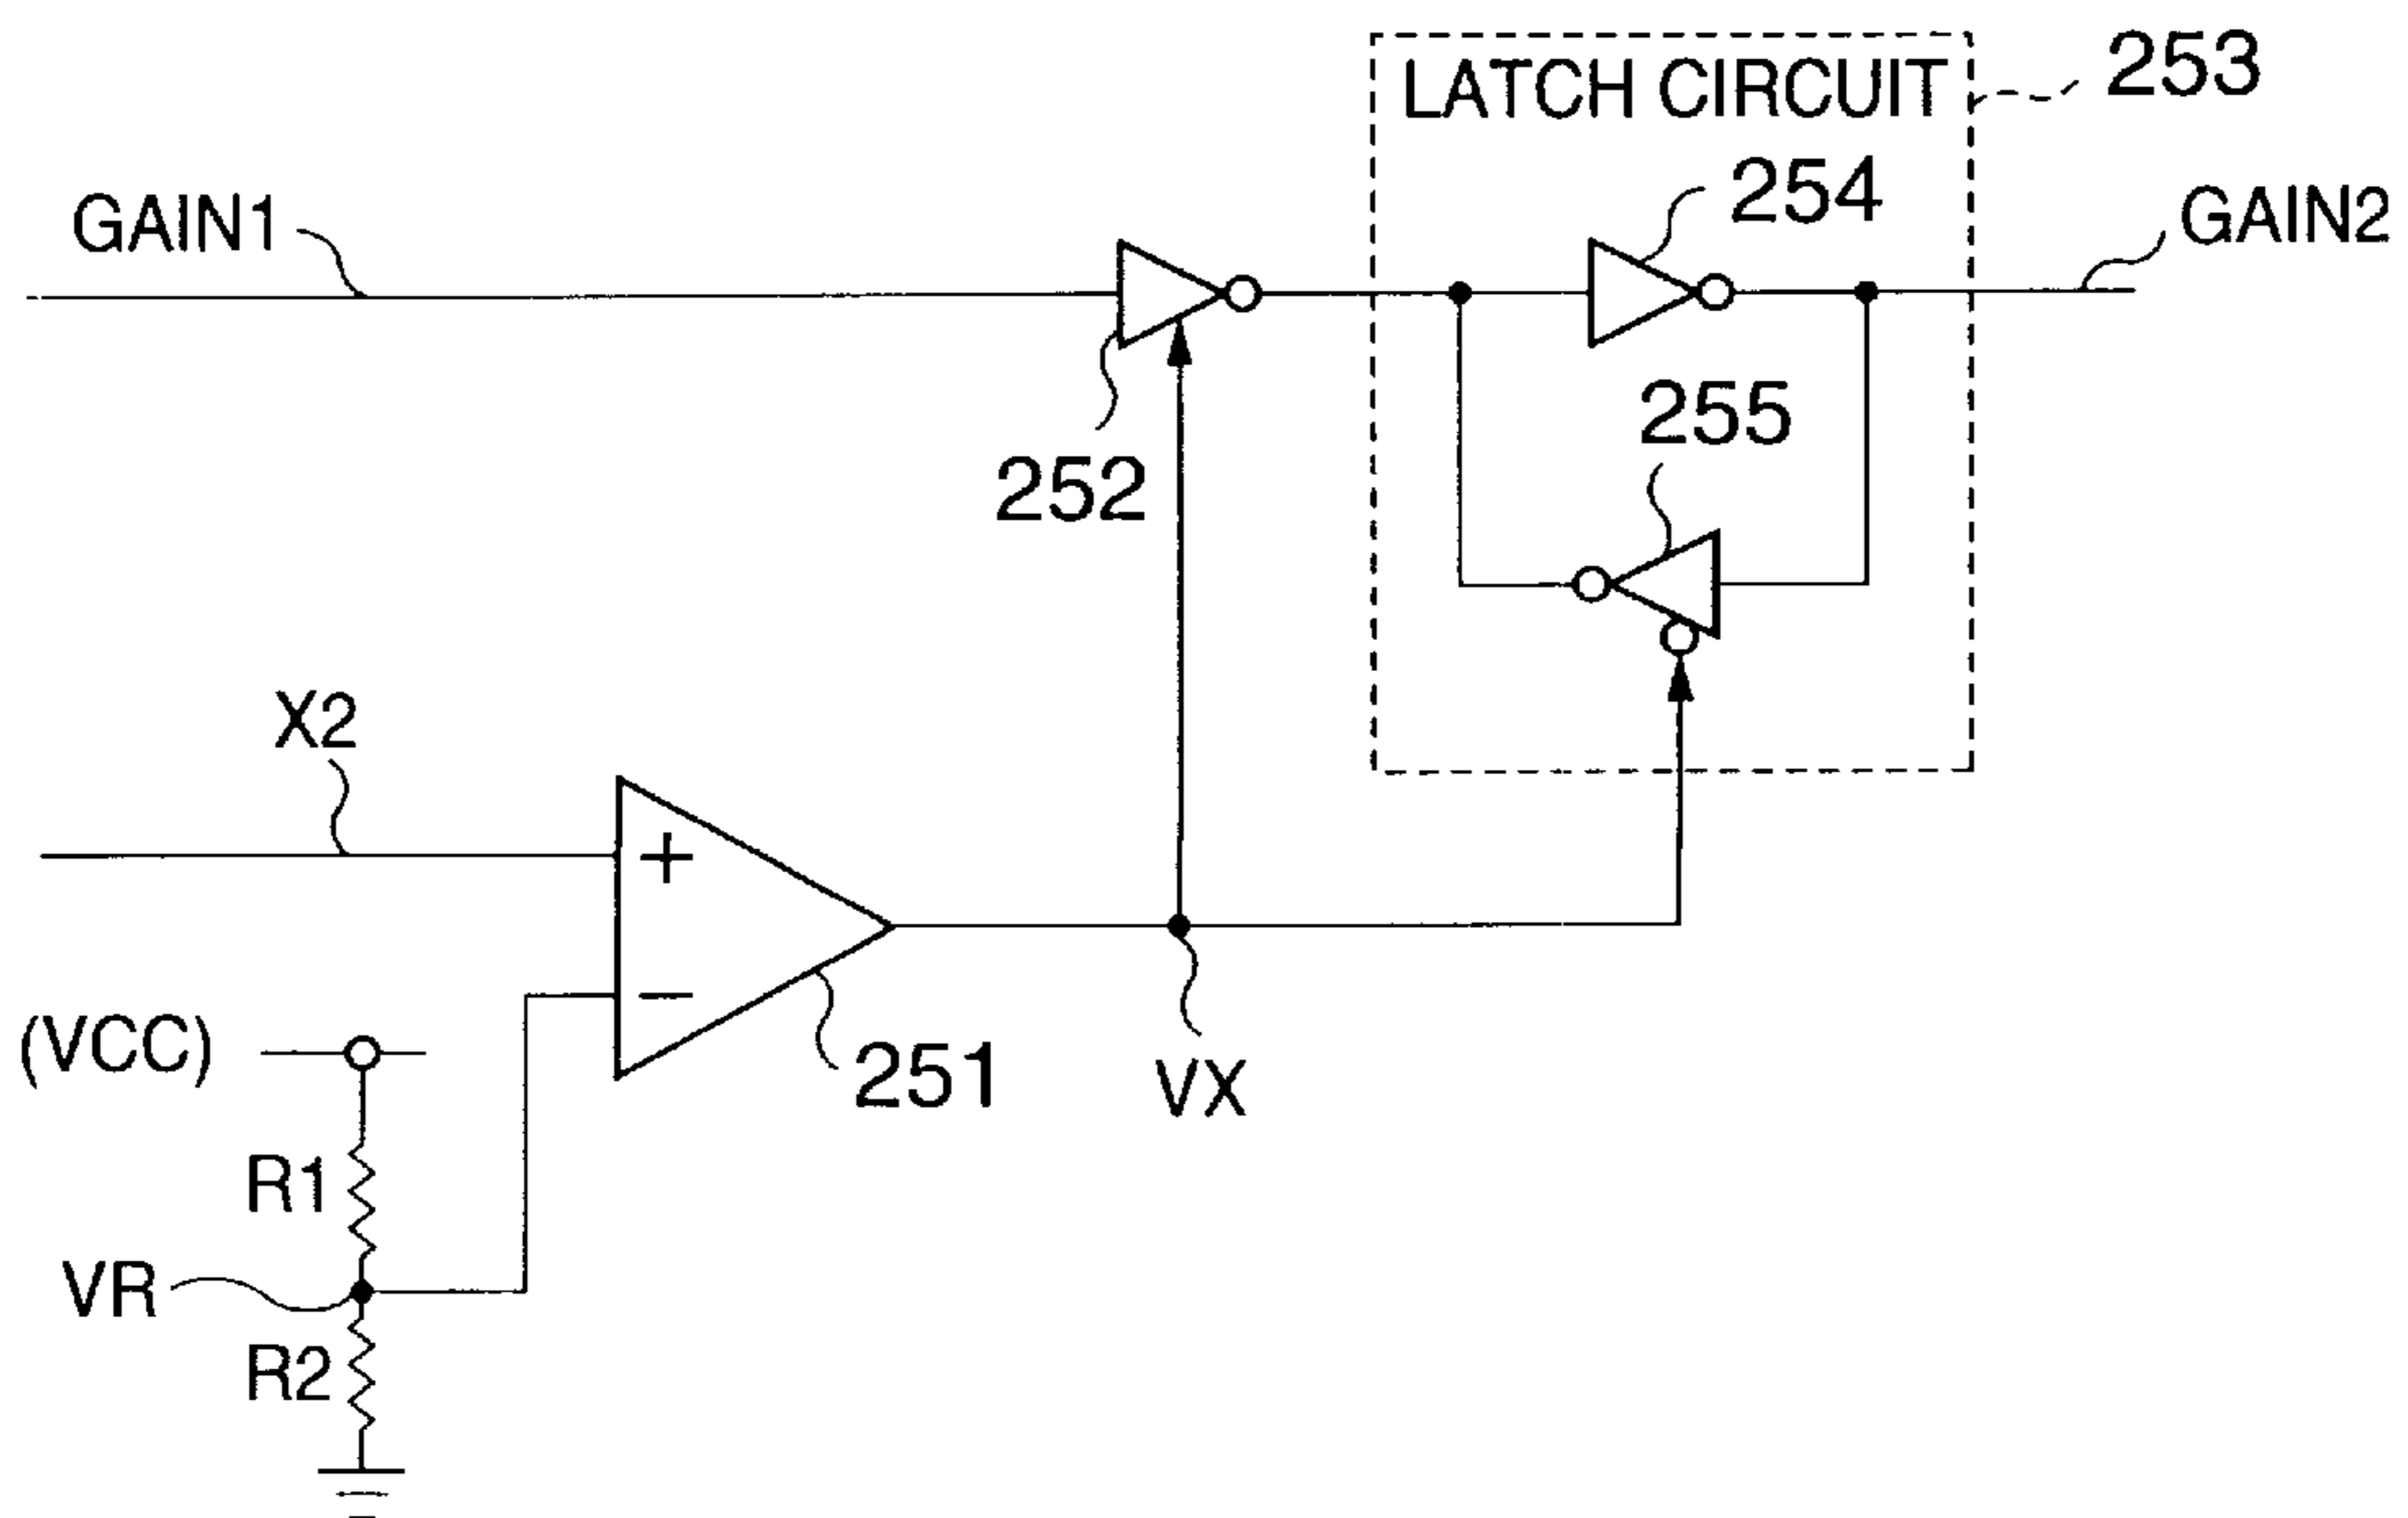 LATCH CIRCUIT
253
254
GAIN1
GAIN2
252
255
X2
+
−
(VCC)
251
VX
R1
VR
R2